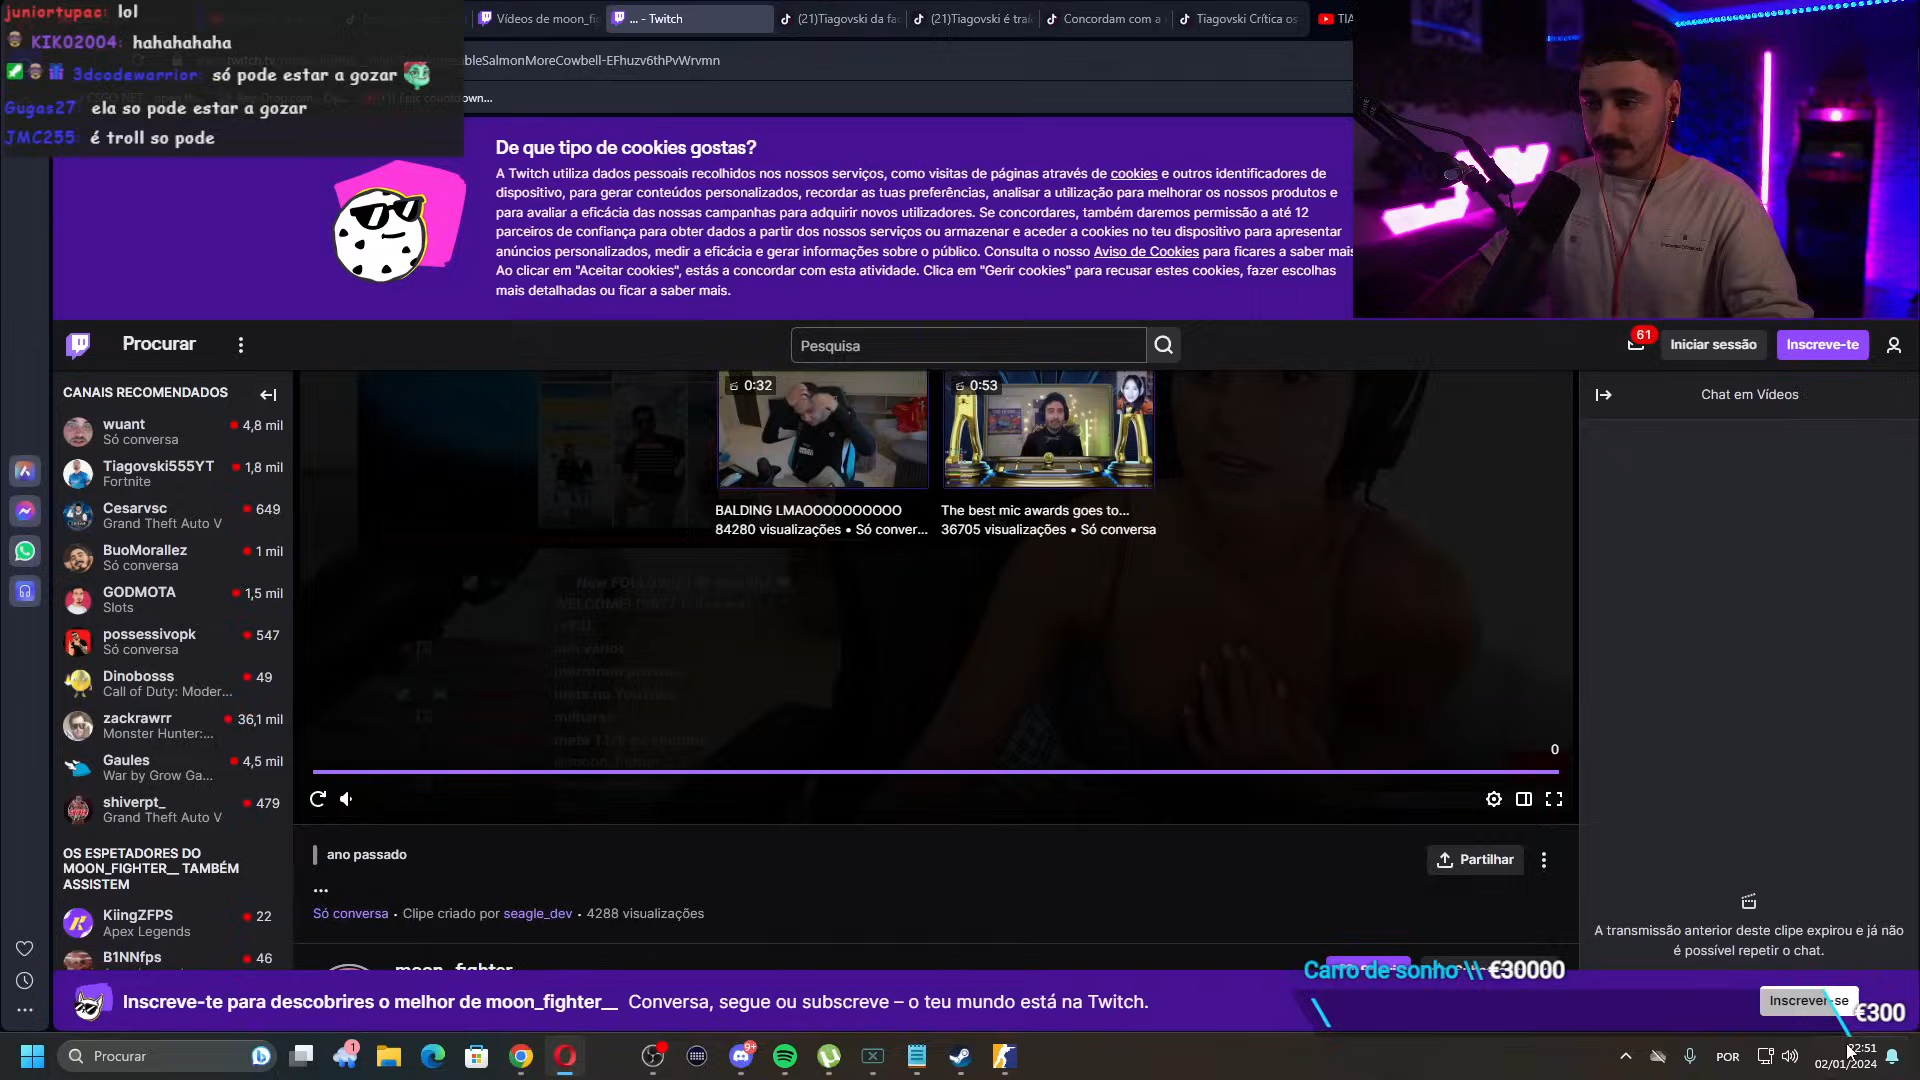 juniortupac: lol
KIKO2004: hahahahaha
3dcodewarrior: só pode estar a gozar
Gugas27: ela so pode estar a gozar
JMC255: é troll so pode
Vídeos de moon_fi
... - Twitch
(21)Tiagovski da fa
(21)Tiagovski é traí
Concordam com a
Tiagovski Crítica os
TIA
bleSalmonMoreCowbell-EFhuzv6thPvWrvmn
own...
De que tipo de cookies gostas?
A Twitch utiliza dados pessoais recolhidos nos nossos serviços, como visitas de páginas através de cookies e outros identificadores de
dispositivo, para gerar conteúdos personalizados, recordar as tuas preferências, analisar a utilização para melhorar os nossos produtos e
para avaliar a eficácia das nossas campanhas para adquirir novos utilizadores. Se concordares, também daremos permissão a até 12
parceiros de confiança para obter dados a partir dos nossos serviços ou armazenar e aceder a cookies no teu dispositivo para apresentar
anúncios personalizados, medir a eficácia e gerar informações sobre o público. Consulta o nosso Aviso de Cookies para ficares a saber mais
Ao clicar em "Aceitar cookies", estás a concordar com esta atividade. Clica em "Gerir cookies" para recusar estes cookies, fazer escolhas
mais detalhadas ou ficar a saber mais.
Procurar
Pesquisa
61
Iniciar sessão
Inscreve-te
CANAIS RECOMENDADOS
wuant 4,8 mil
Só conversa
Tiagovski555YT 1,8 mil
Fortnite
Cesarvsc 649
Grand Theft Auto V
BuoMorallez 1 mil
Só conversa
GODMOTA 1,5 mil
Slots
possessivopk 547
Só conversa
Dinobosss 49
Call of Duty: Moder...
zackrawrr 36,1 mil
Monster Hunter:...
Gaules 4,5 mil
War by Grow Ga...
shiverpt_ 479
Grand Theft Auto V
OS ESPETADORES DO
MOON_FIGHTER__ TAMBÉM
ASSISTEM
KiingZFPS 22
Apex Legends
B1NNfps 46
0:32
BALDING LMAOOOOOOOOOO
84280 visualizações • Só conver...
0:53
The best mic awards goes to...
36705 visualizações • Só conversa
0
ano passado
...
Partilhar
Só conversa • Clipe criado por seagle_dev • 4288 visualizações
moon_fighter
Chat em Vídeos
A transmissão anterior deste clipe expirou e já não
é possível repetir o chat.
Carro de sonho \\ €30000
€300
Inscreve-te para descobrires o melhor de moon_fighter__ Conversa, segue ou subscreve – o teu mundo está na Twitch.
Inscrever-se
Procurar
1
9+
POR
22:51
02/01/2024